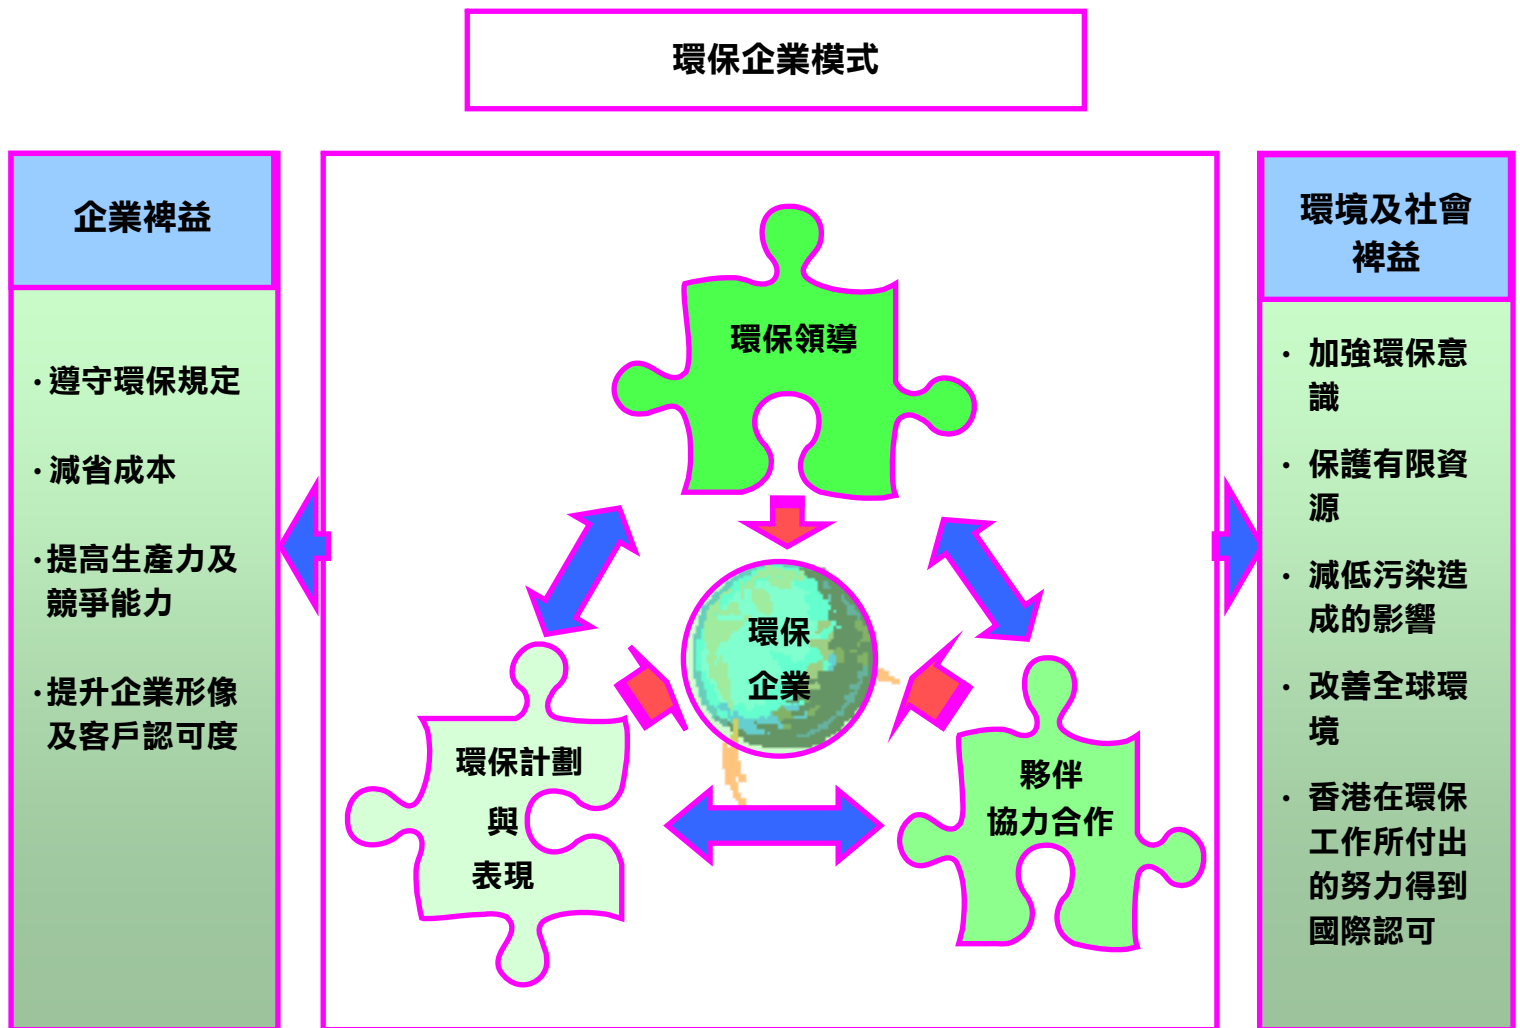 環保企業模式
企業裨益
·遵守環保規定
·減省成本
·提高生產力及
競爭能力
·提升企業形像
及客戶認可度
環保領導
環保
企業
環保計劃
與
表現
夥伴
協力合作
環境及社會
裨益
· 加強環保意
識
· 保護有限資
源
· 減低污染造
成的影響
· 改善全球環
境
· 香港在環保
工作所付出
的努力得到
國際認可